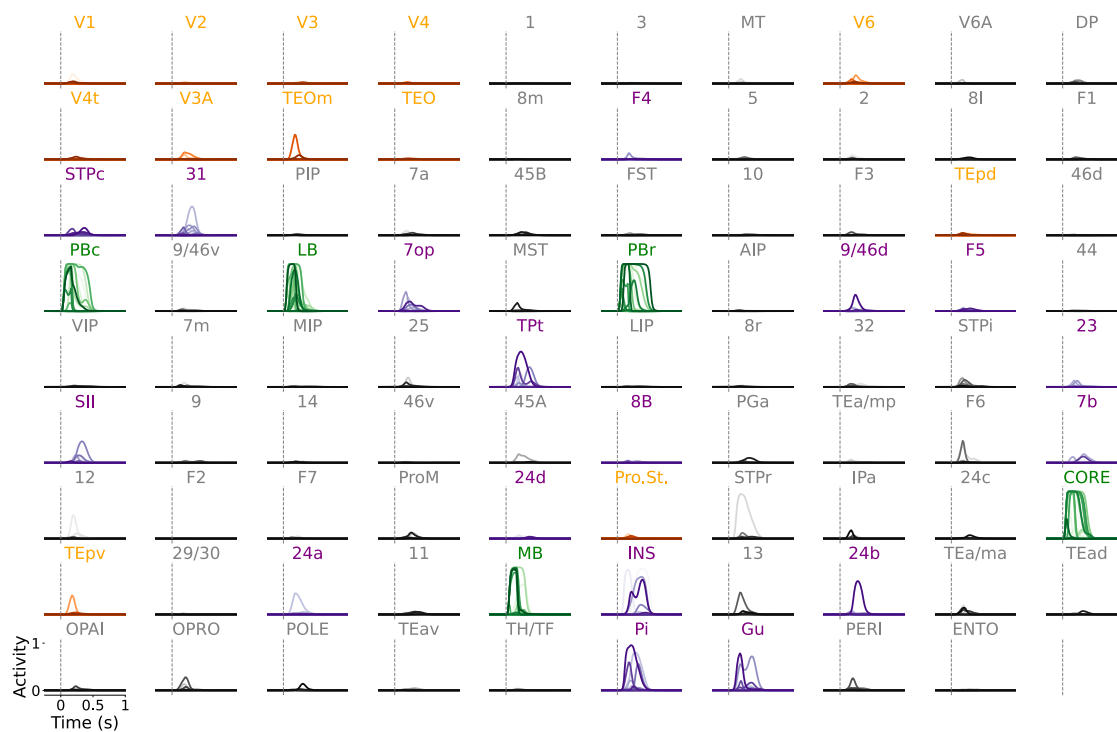 V1 V2 V3 V4 1 3 MT V6 V6A DP
V4t V3A TEOm TEO 8m F4 5 2 8l F1
STPc 31 PIP 7a 45B FST 10 F3 TEpd 46d
PBc 9/46v LB 7op MST PBr AIP 9/46d F5 44
VIP 7m MIP 25 TPt LIP 8r 32 STPi 23
SII 9 14 46v 45A 8B PGa TEa/mp F6 7b
12 F2 F7 ProM 24d Pro.St. STPr IPa 24c CORE
TEpv 29/30 24a 11 MB INS 13 24b TEa/ma TEad
OPAI OPRO POLE TEav TH/TF Pi Gu PERI ENTO
1
Activity
0
0 0.5 1
Time (s)